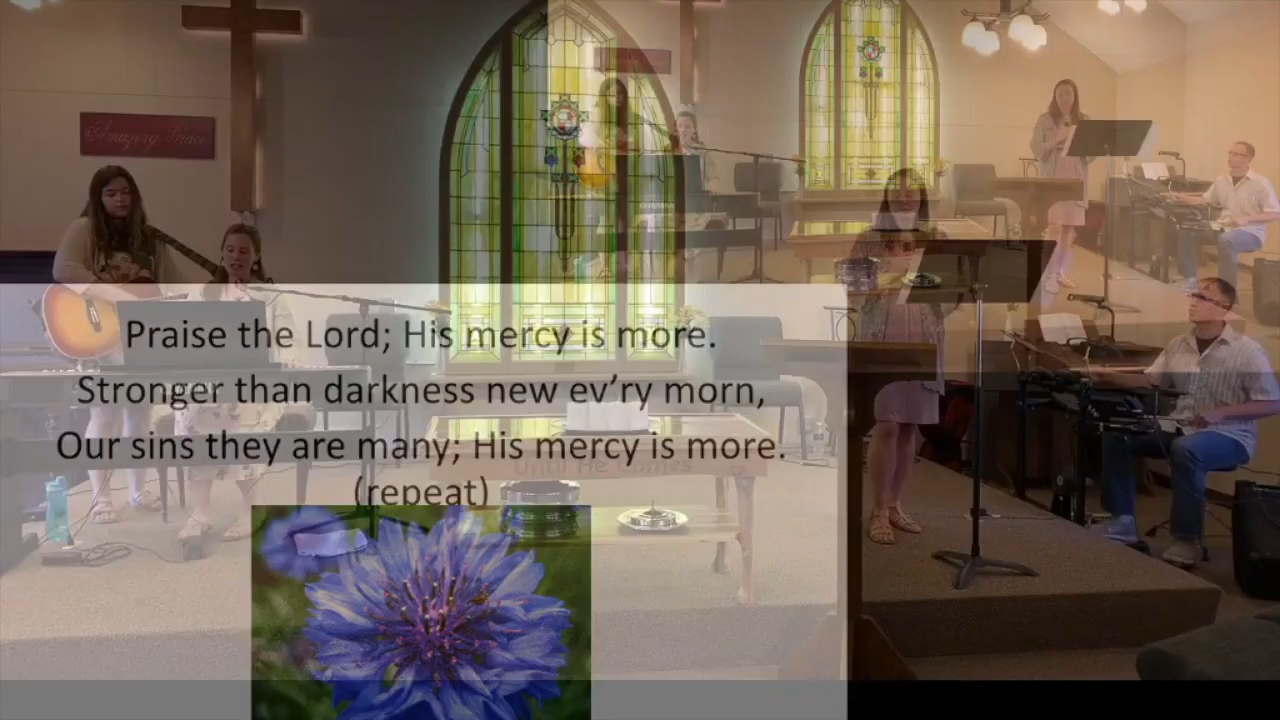 Amazing Grace
Praise the Lord; His mercy is more.
Stronger than darkness new ev’ry morn,
Our sins they are many; His mercy is more.
Until He Comes
(repeat)